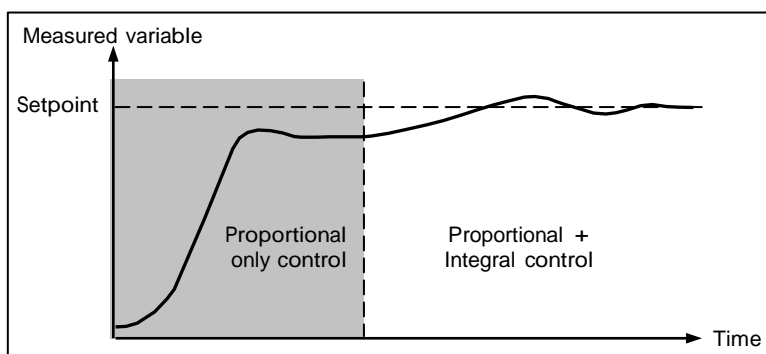 Measured variable
Setpoint
Proportional
only control
Proportional +
Integral control
Time